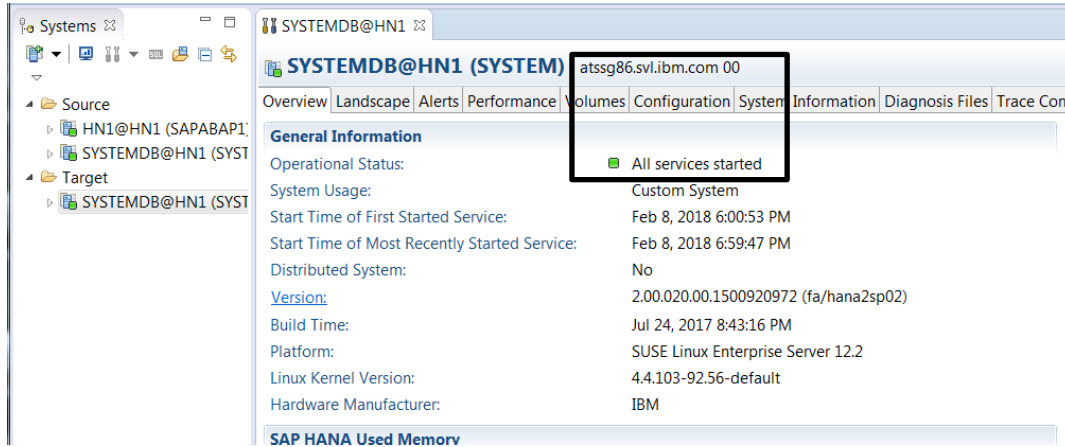 Systems
SYSTEMDB@HN1
SYSTEMDB@HN1 (SYSTEM) atssg86.svl.ibm.com 00
Overview Landscape Alerts Performance Volumes Configuration System Information Diagnosis Files Trace Con
Source
HN1@HN1 (SAPABAP1)
SYSTEMDB@HN1 (SYST
Target
SYSTEMDB@HN1 (SYST
General Information
Operational Status: All services started
System Usage: Custom System
Start Time of First Started Service: Feb 8, 2018 6:00:53 PM
Start Time of Most Recently Started Service: Feb 8, 2018 6:59:47 PM
Distributed System: No
Version: 2.00.020.00.1500920972 (fa/hana2sp02)
Build Time: Jul 24, 2017 8:43:16 PM
Platform: SUSE Linux Enterprise Server 12.2
Linux Kernel Version: 4.4.103-92.56-default
Hardware Manufacturer: IBM
SAP HANA Used Memory